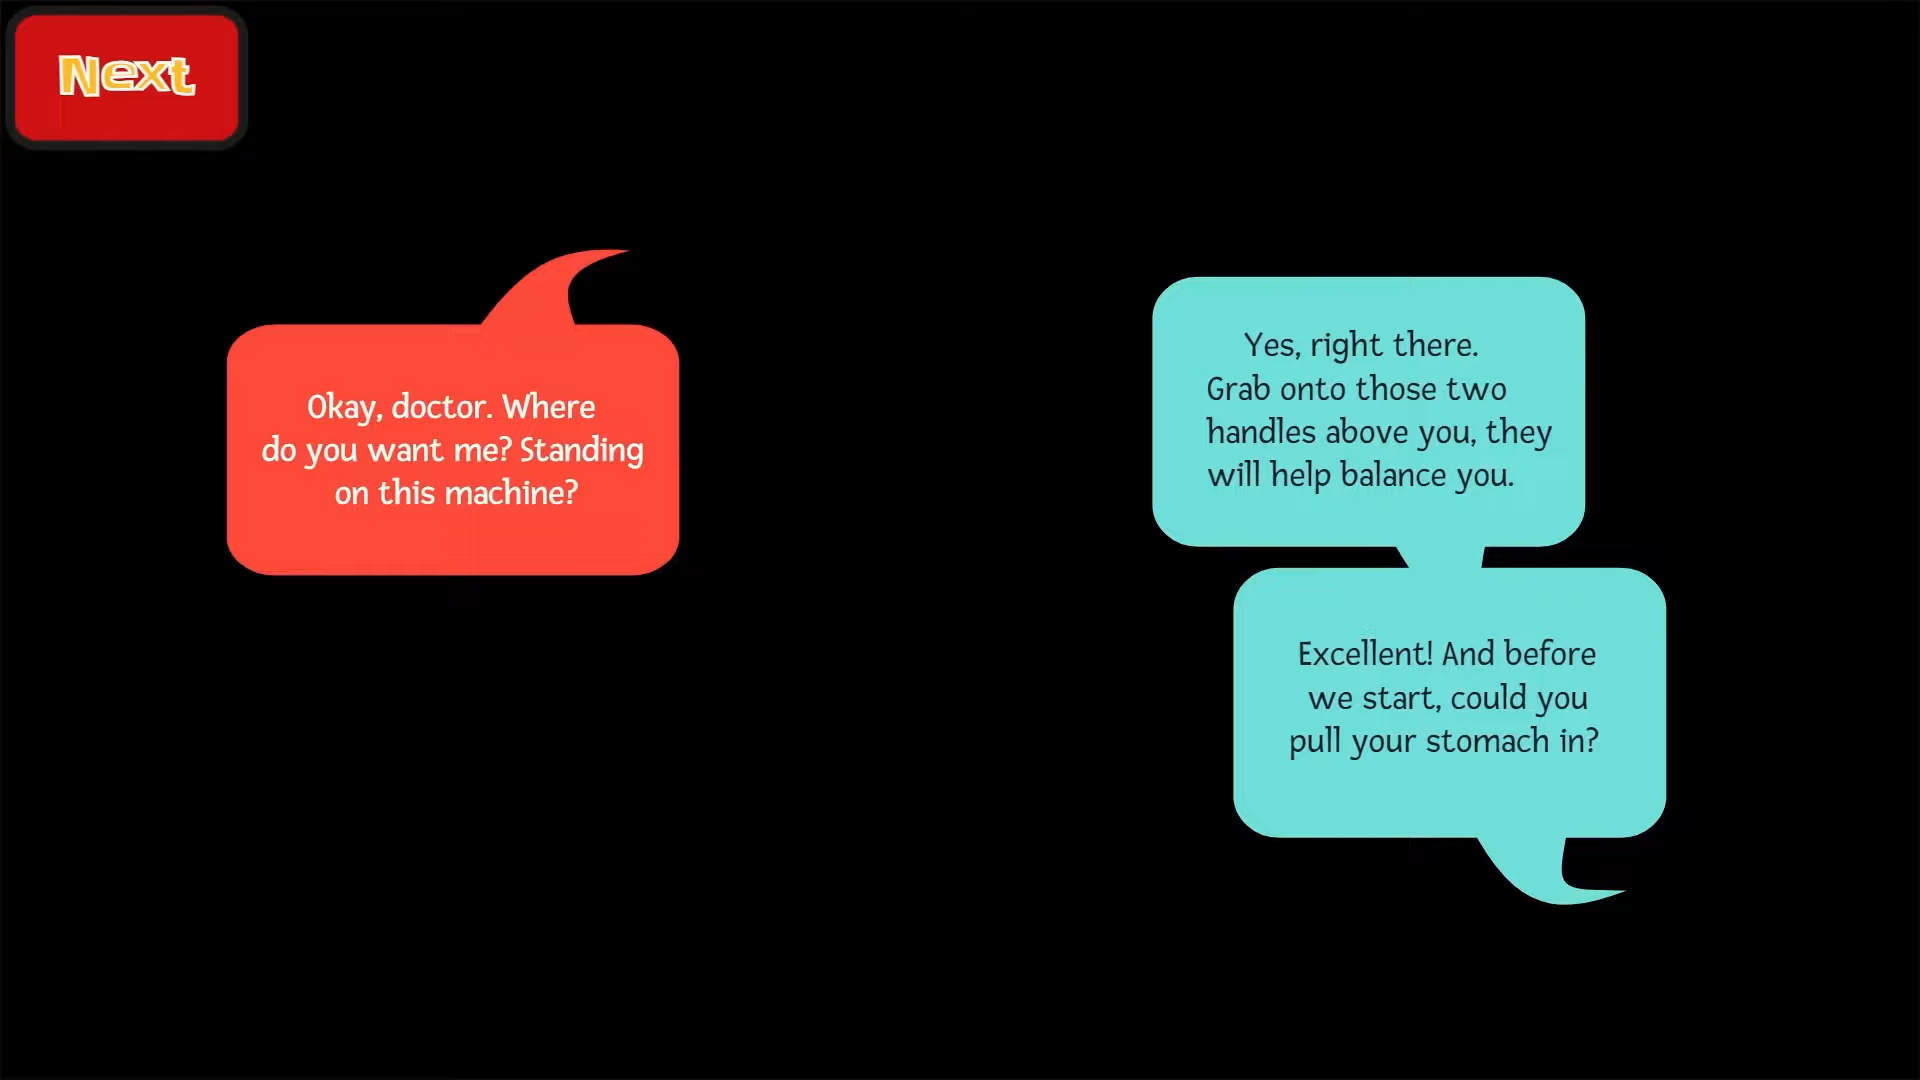 Next
Okay, doctor. Where
do you want me? Standing
on this machine?
Yes, right there.
Grab onto those two
handles above you, they
will help balance you.
Excellent! And before
we start, could you
pull your stomach in?